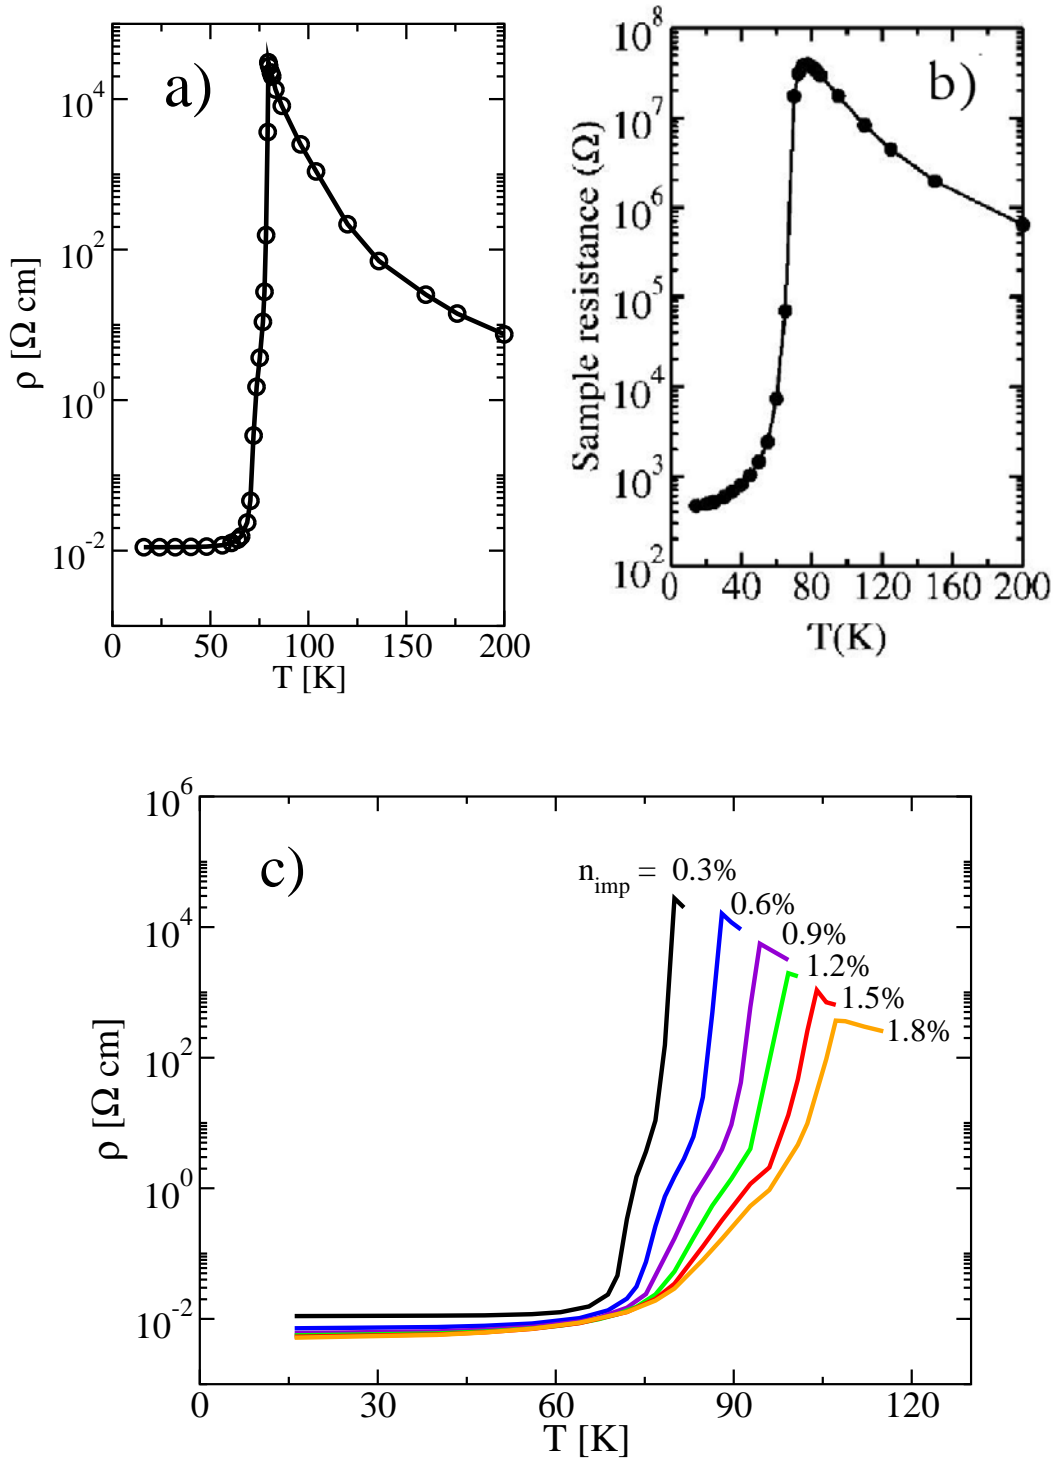 a)
10^4
10^2
10^0
10^-2
ρ [Ω cm]
0 50 100 150 200
T [K]
b)
10^8
10^7
10^6
10^5
10^4
10^3
10^2
Sample resistance (Ω)
0 40 80 120 160 200
T(K)
c)
10^6
10^4
10^2
10^0
10^-2
ρ [Ω cm]
n_imp = 0.3%
0.6%
0.9%
1.2%
1.5%
1.8%
0 30 60 90 120
T [K]